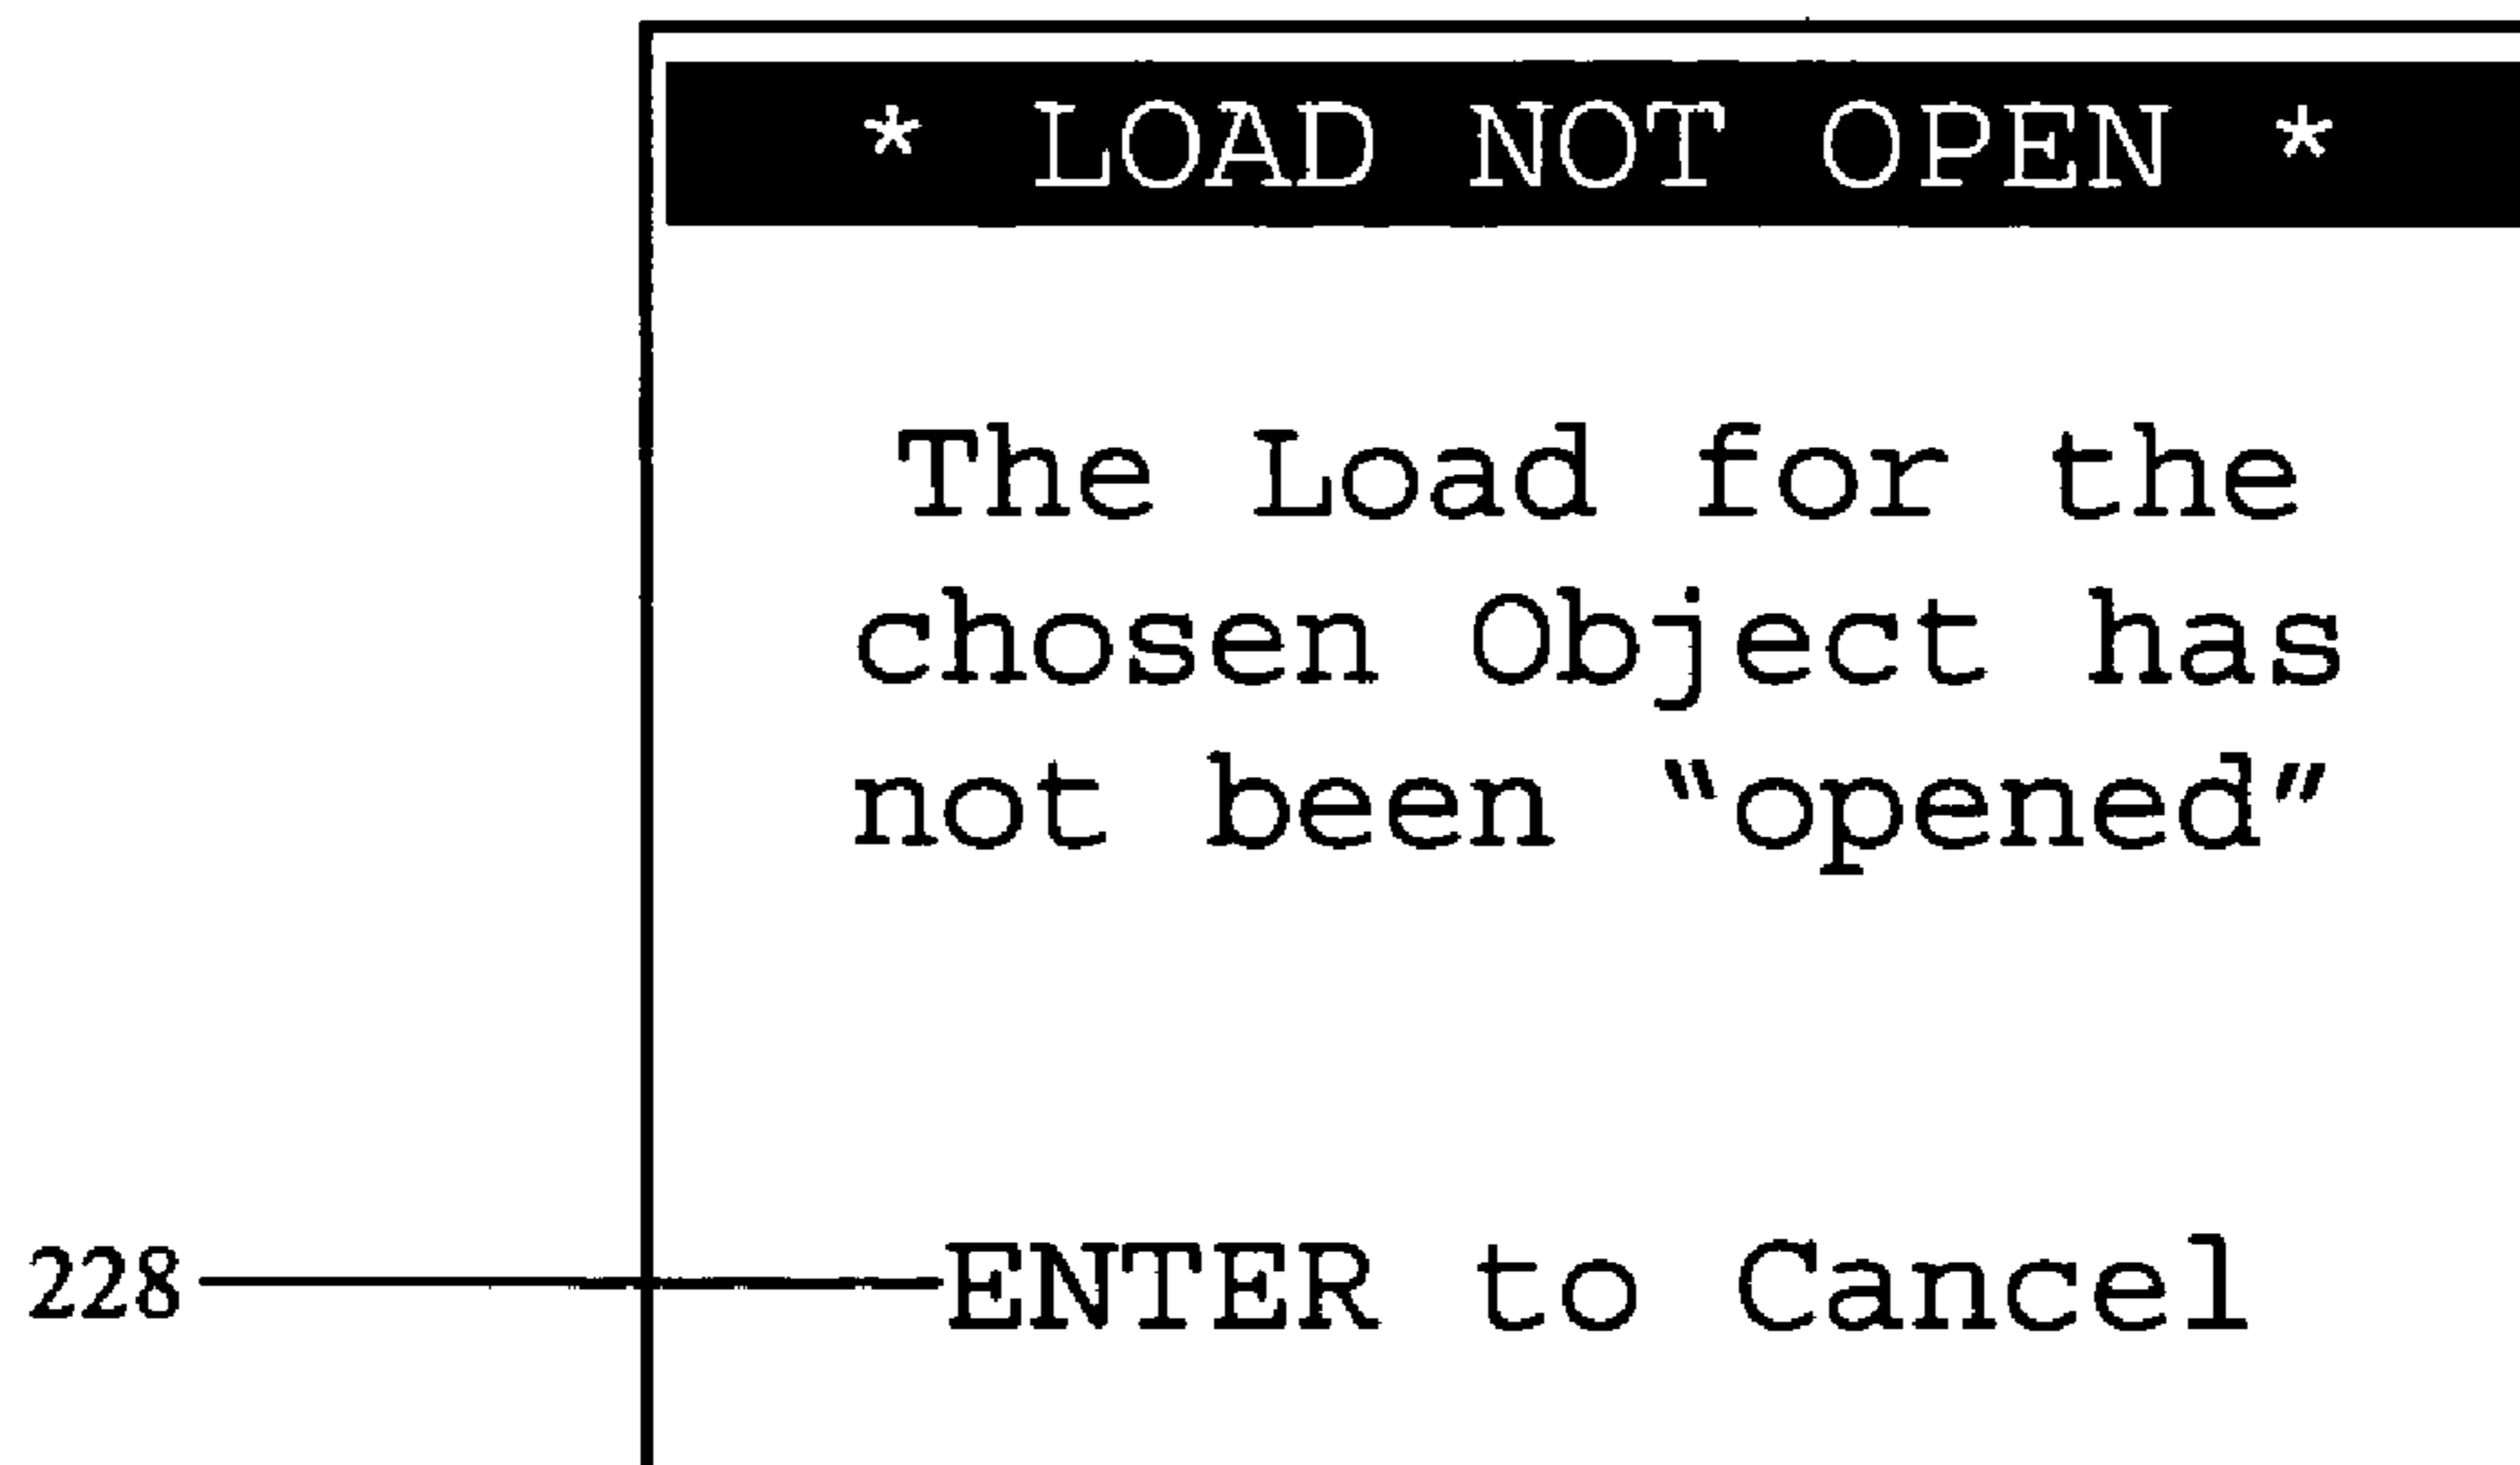 * LOAD NOT OPEN *
The Load for the
chosen Object has
not been “opened”
228 ENTER to Cancel